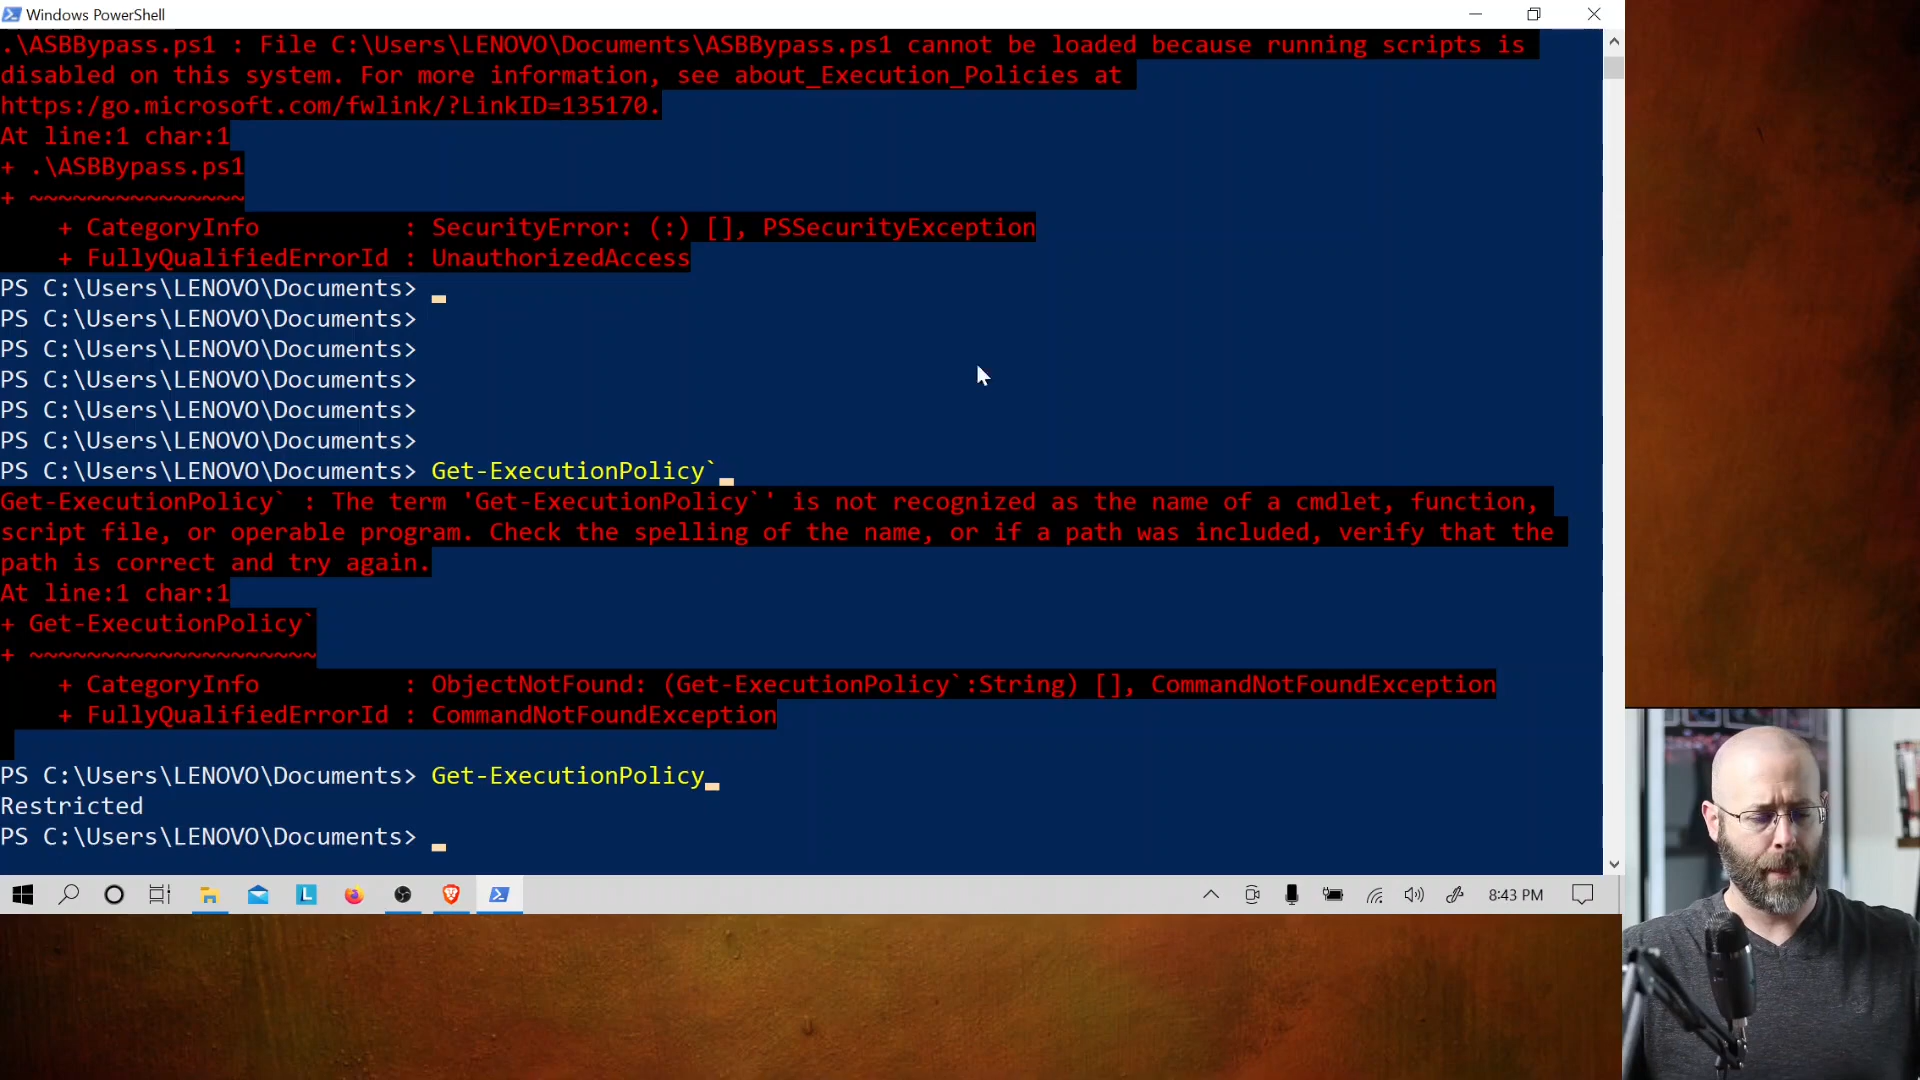 Windows PowerShell
.\ASBBypass.ps1 : File C:\Users\LENOVO\Documents\ASBBypass.ps1 cannot be loaded because running scripts is
disabled on this system. For more information, see about_Execution_Policies at
https:/go.microsoft.com/fwlink/?LinkID=135170.
At line:1 char:1
+ .\ASBBypass.ps1
+ ~~~~~~~~~~~~~~~
    + CategoryInfo          : SecurityError: (:) [], PSSecurityException
    + FullyQualifiedErrorId : UnauthorizedAccess
PS C:\Users\LENOVO\Documents>
PS C:\Users\LENOVO\Documents>
PS C:\Users\LENOVO\Documents>
PS C:\Users\LENOVO\Documents>
PS C:\Users\LENOVO\Documents>
PS C:\Users\LENOVO\Documents>
PS C:\Users\LENOVO\Documents> Get-ExecutionPolicy`
Get-ExecutionPolicy` : The term 'Get-ExecutionPolicy`' is not recognized as the name of a cmdlet, function,
script file, or operable program. Check the spelling of the name, or if a path was included, verify that the
path is correct and try again.
At line:1 char:1
+ Get-ExecutionPolicy`
+ ~~~~~~~~~~~~~~~~~~~~
    + CategoryInfo          : ObjectNotFound: (Get-ExecutionPolicy`:String) [], CommandNotFoundException
    + FullyQualifiedErrorId : CommandNotFoundException
PS C:\Users\LENOVO\Documents> Get-ExecutionPolicy
Restricted
PS C:\Users\LENOVO\Documents>
L
8:43 PM